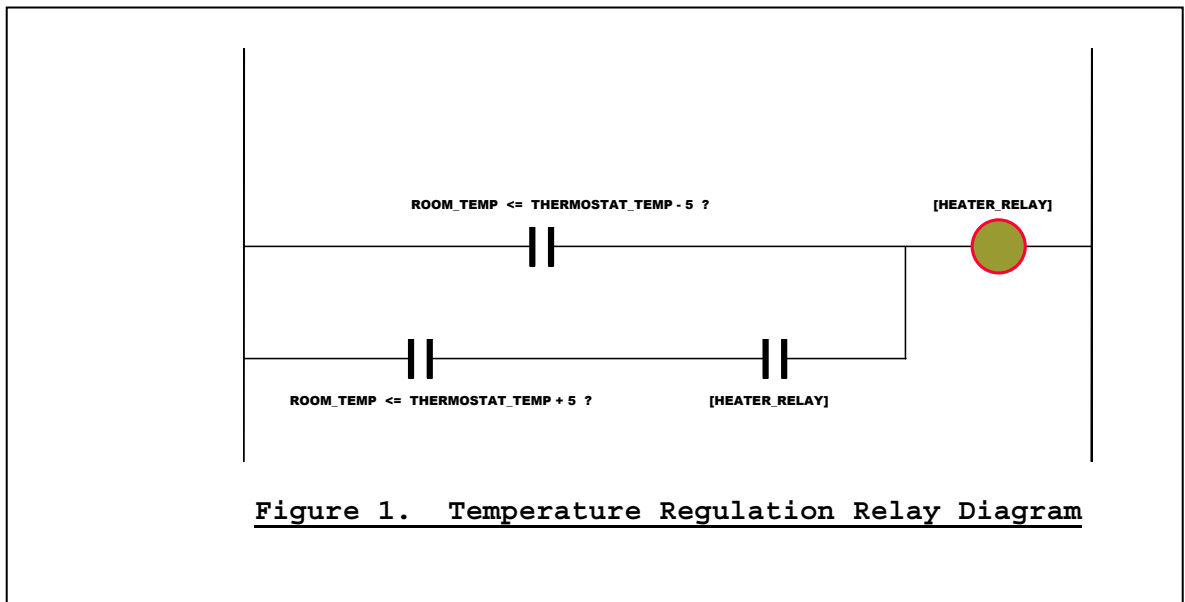 ROOM_TEMP <= THERMOSTAT_TEMP - 5 ?
[HEATER_RELAY]
ROOM_TEMP <= THERMOSTAT_TEMP + 5 ?
[HEATER_RELAY]
Figure 1. Temperature Regulation Relay Diagram